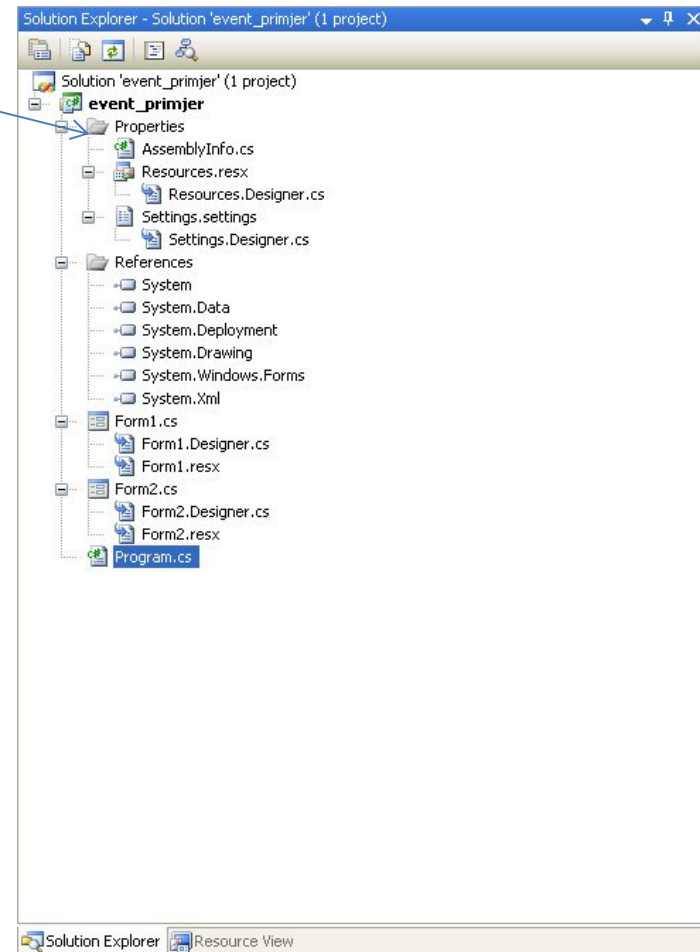 Solution Explorer - Solution 'event_primjer' (1 project)
Solution 'event_primjer' (1 project)
event_primjer
Properties
AssemblyInfo.cs
Resources.resx
Resources.Designer.cs
Settings.settings
Settings.Designer.cs
References
System
System.Data
System.Deployment
System.Drawing
System.Windows.Forms
System.Xml
Form1.cs
Form1.Designer.cs
Form1.resx
Form2.cs
Form2.Designer.cs
Form2.resx
Program.cs
Solution Explorer Resource View